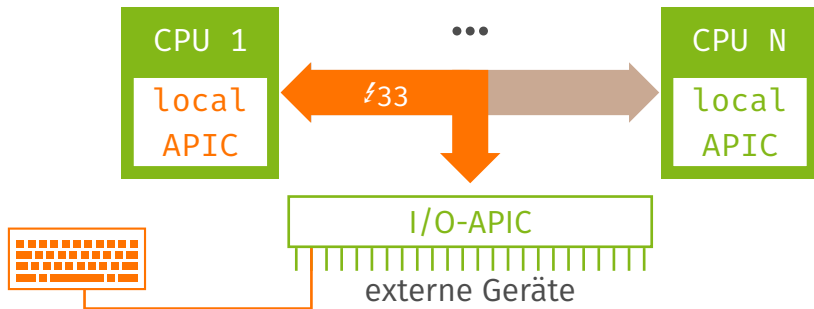 CPU 1
...
CPU N
local
APIC
33
local
APIC
I/O-APIC
externe Geräte